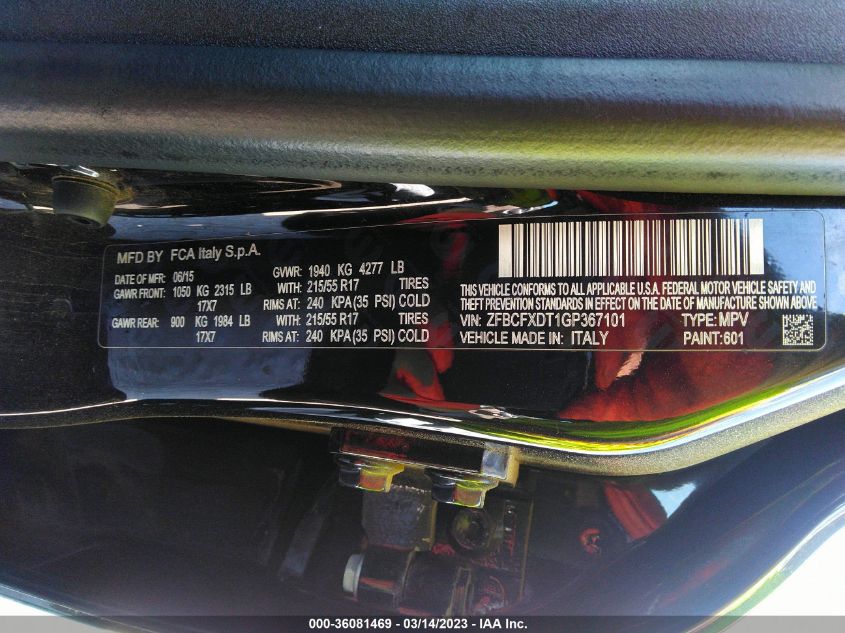 MFD BY FCA Italy S.p.A.
DATE OF MFR: 06/15 GVWR: 1940 KG 4277 LB
GAWR FRONT: 1050 KG 2315 LB WITH: 215/55 R17 TIRES
17X7 RIMS AT: 240 KPA (35 PSI) COLD
GAWR REAR: 900 KG 1984 LB WITH: 215/55 R17 TIRES
17X7 RIMS AT: 240 KPA (35 PSI) COLD
THIS VEHICLE CONFORMS TO ALL APPLICABLE U.S.A. FEDERAL MOTOR VEHICLE SAFETY AND
THEFT PREVENTION STANDARDS IN EFFECT ON THE DATE OF MANUFACTURE SHOWN ABOVE.
VIN: ZFBCFXDT1GP367101 TYPE: MPV
VEHICLE MADE IN: ITALY PAINT: 601
000-36081469 - 03/14/2023 - IAA Inc.